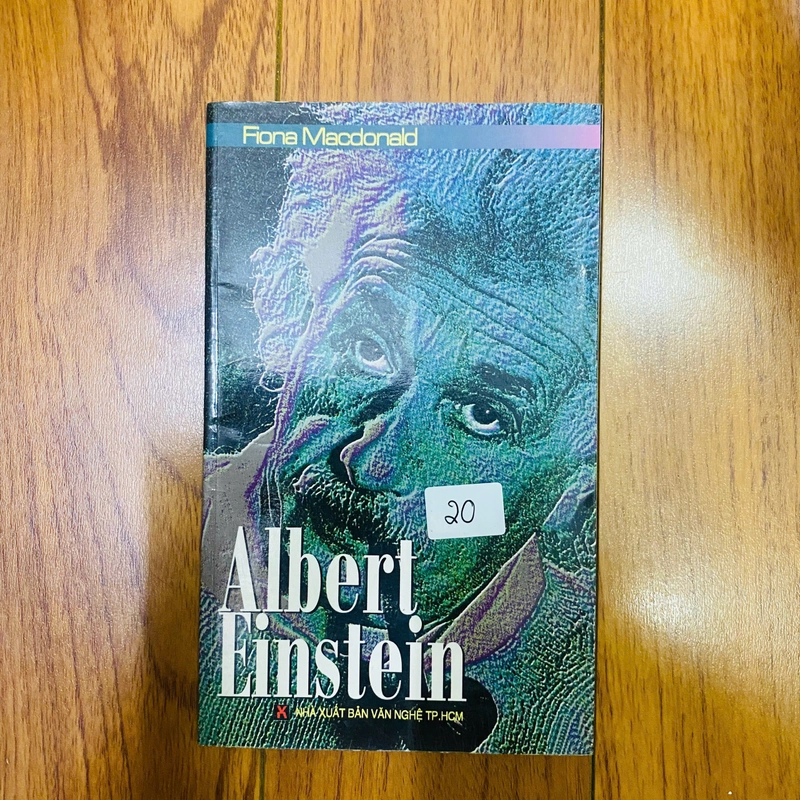 Fiona Macdonald
20
Albert
Einstein
NHÀ XUẤT BẢN VĂN NGHỆ TP.HCM